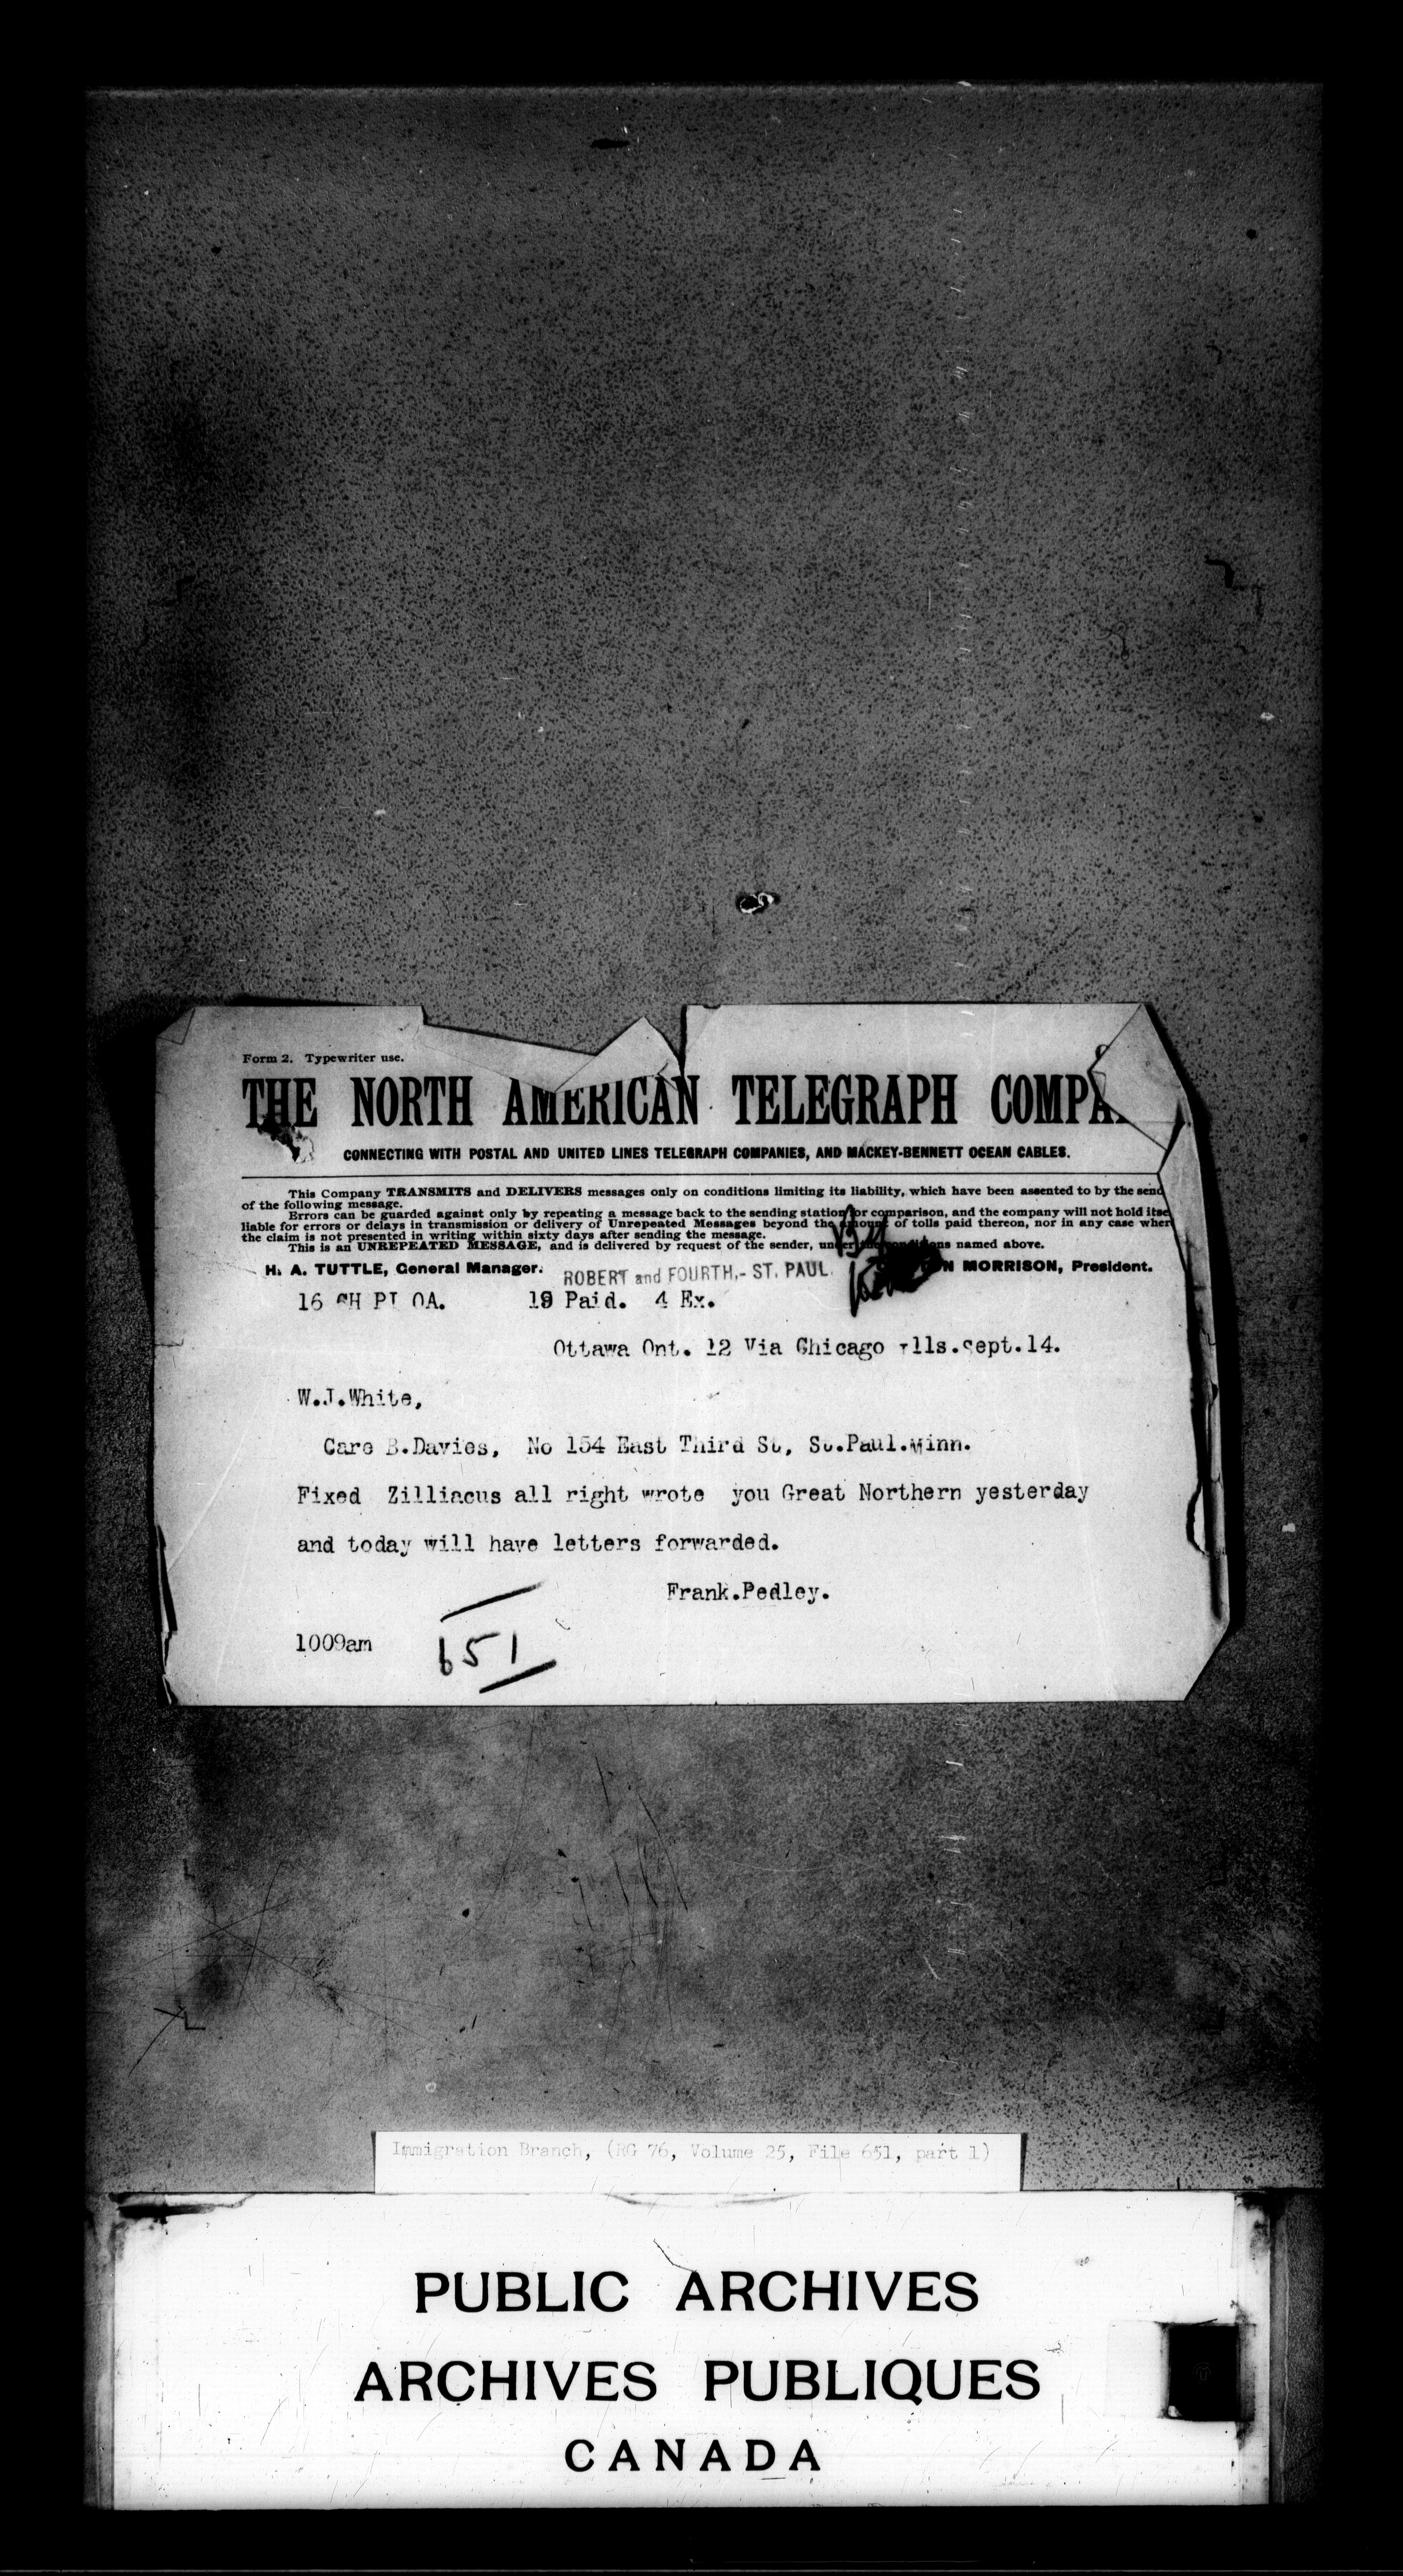 Form 2. Typewriter use.
THE NORTH AMERICAN TELEGRAPH COMPA
CONNECTING WITH POSTAL AND UNITED LINES TELEGRAPH COMPANIES, AND MACKEY-BENNETT OCEAN CABLES.
This Company TRANSMITS and DELIVERS messages only on conditions limiting its liability, which have been assented to by the send
of the following message.
Errors can be guarded against only by repeating a message back to the sending station for comparison, and the company will not hold itse
liable for errors or delays in transmission or delivery of Unrepeated Messages beyond the amount of tolls paid thereon, nor in any case wher
the claim is not presented in writing within sixty days after sending the message.
This is an UNREPEATED MESSAGE, and is delivered by request of the sender, under the conditions named above.
H. A. TUTTLE, General Manager. ROBERT and FOURTH,- ST. PAUL. MORRISON, President.
16 CH PI OA. 19 Paid. 4 Ex.
Ottawa Ont. 12 Via Chicago Ills.Sept.14.
W.J.White,
Care B.Davies, No 154 East Third St, St.Paul.Minn.
Fixed Zilliacus all right wrote you Great Northern yesterday
and today will have letters forwarded.
Frank.Pedley.
1009am
651
Immigration Branch, (RG 76, Volume 25, File 651, part 1)
PUBLIC ARCHIVES
ARCHIVES PUBLIQUES
CANADA